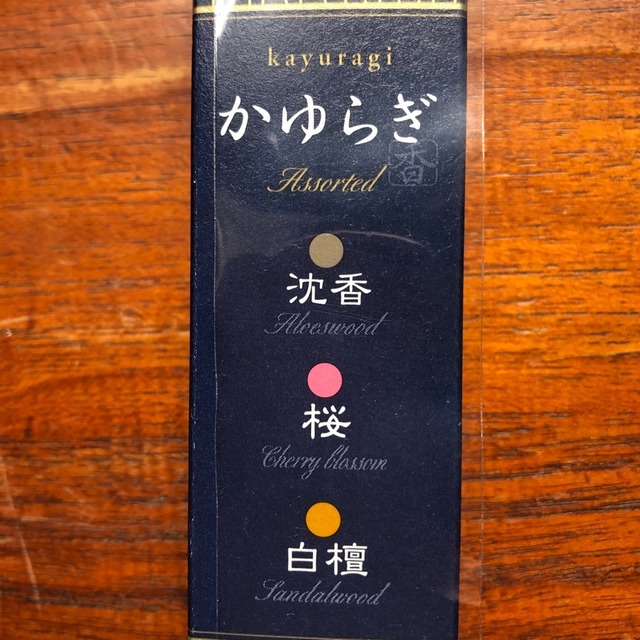 kayuragi
かゆらぎ
香
Assorted
沈香
Aloeswood
桜
Cherry blossom
白檀
Sandalwood